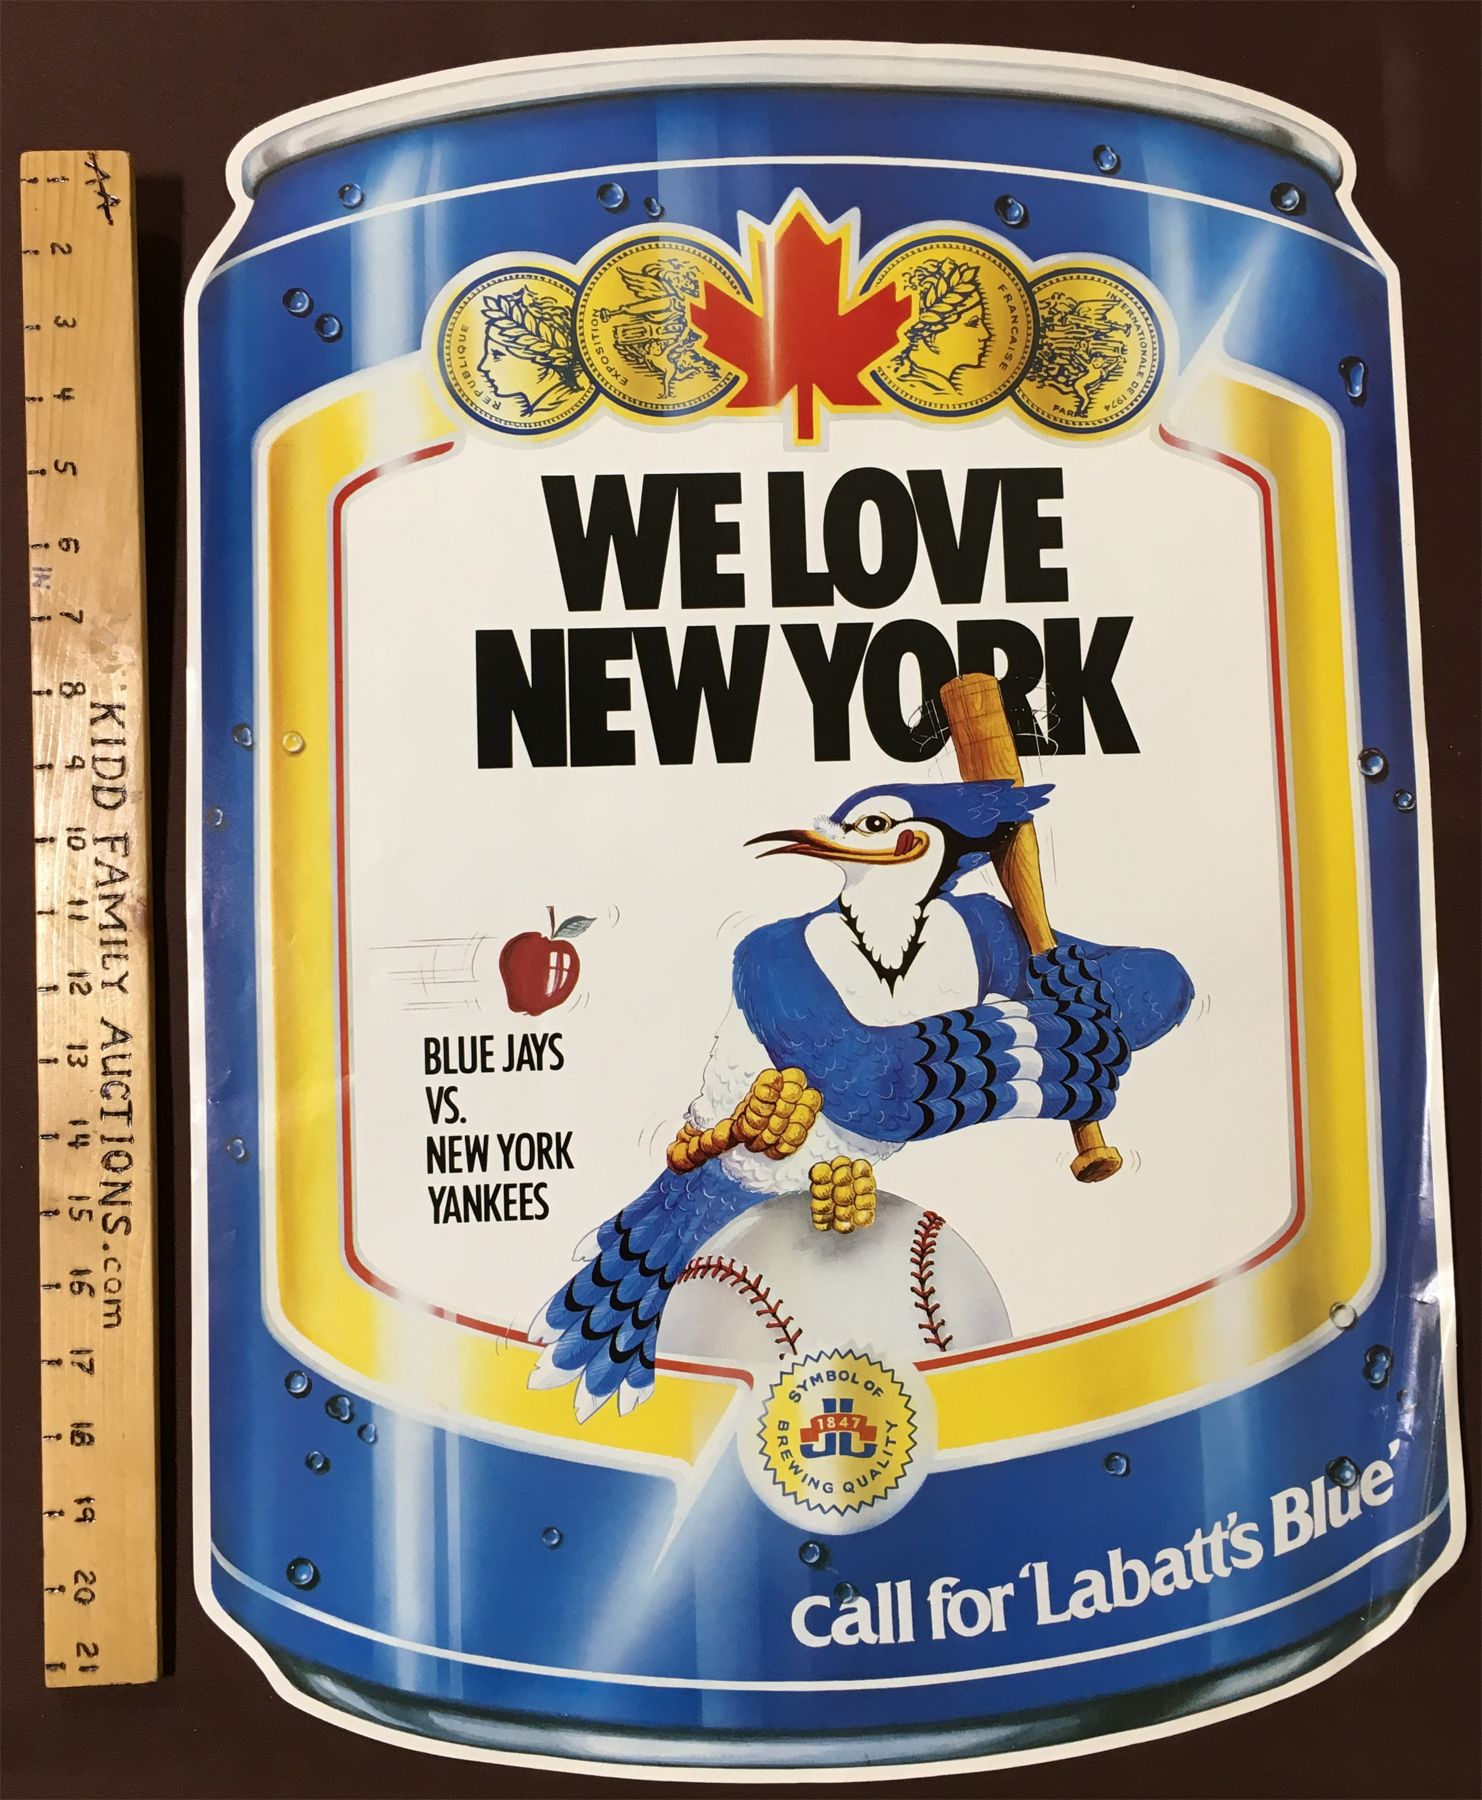 RÉPUBLIQUE
EXPOSITION
FRANCAISE
INTERNATIONALE DE 1974
PARIS
WE LOVE
NEW YORK
BLUE JAYS
VS.
NEW YORK
YANKEES
SYMBOL OF
1847
BREWING QUALITY
call for 'Labatt's Blue'
1
2
3
4
5
6
IN
7
8
9
10
11
12
13
14
15
16
17
18
19
20
21
KIDD FAMILY AUCTIONS.com